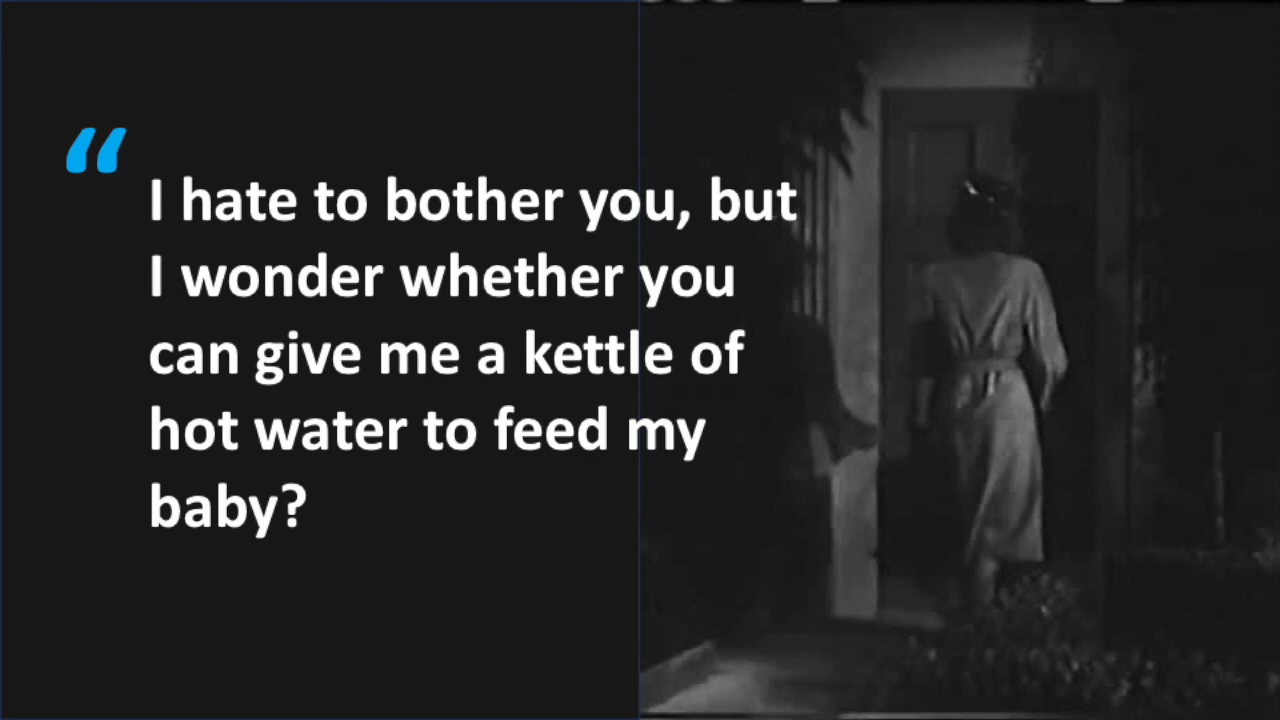 “
I hate to bother you, but
I wonder whether you
can give me a kettle of
hot water to feed my
baby?